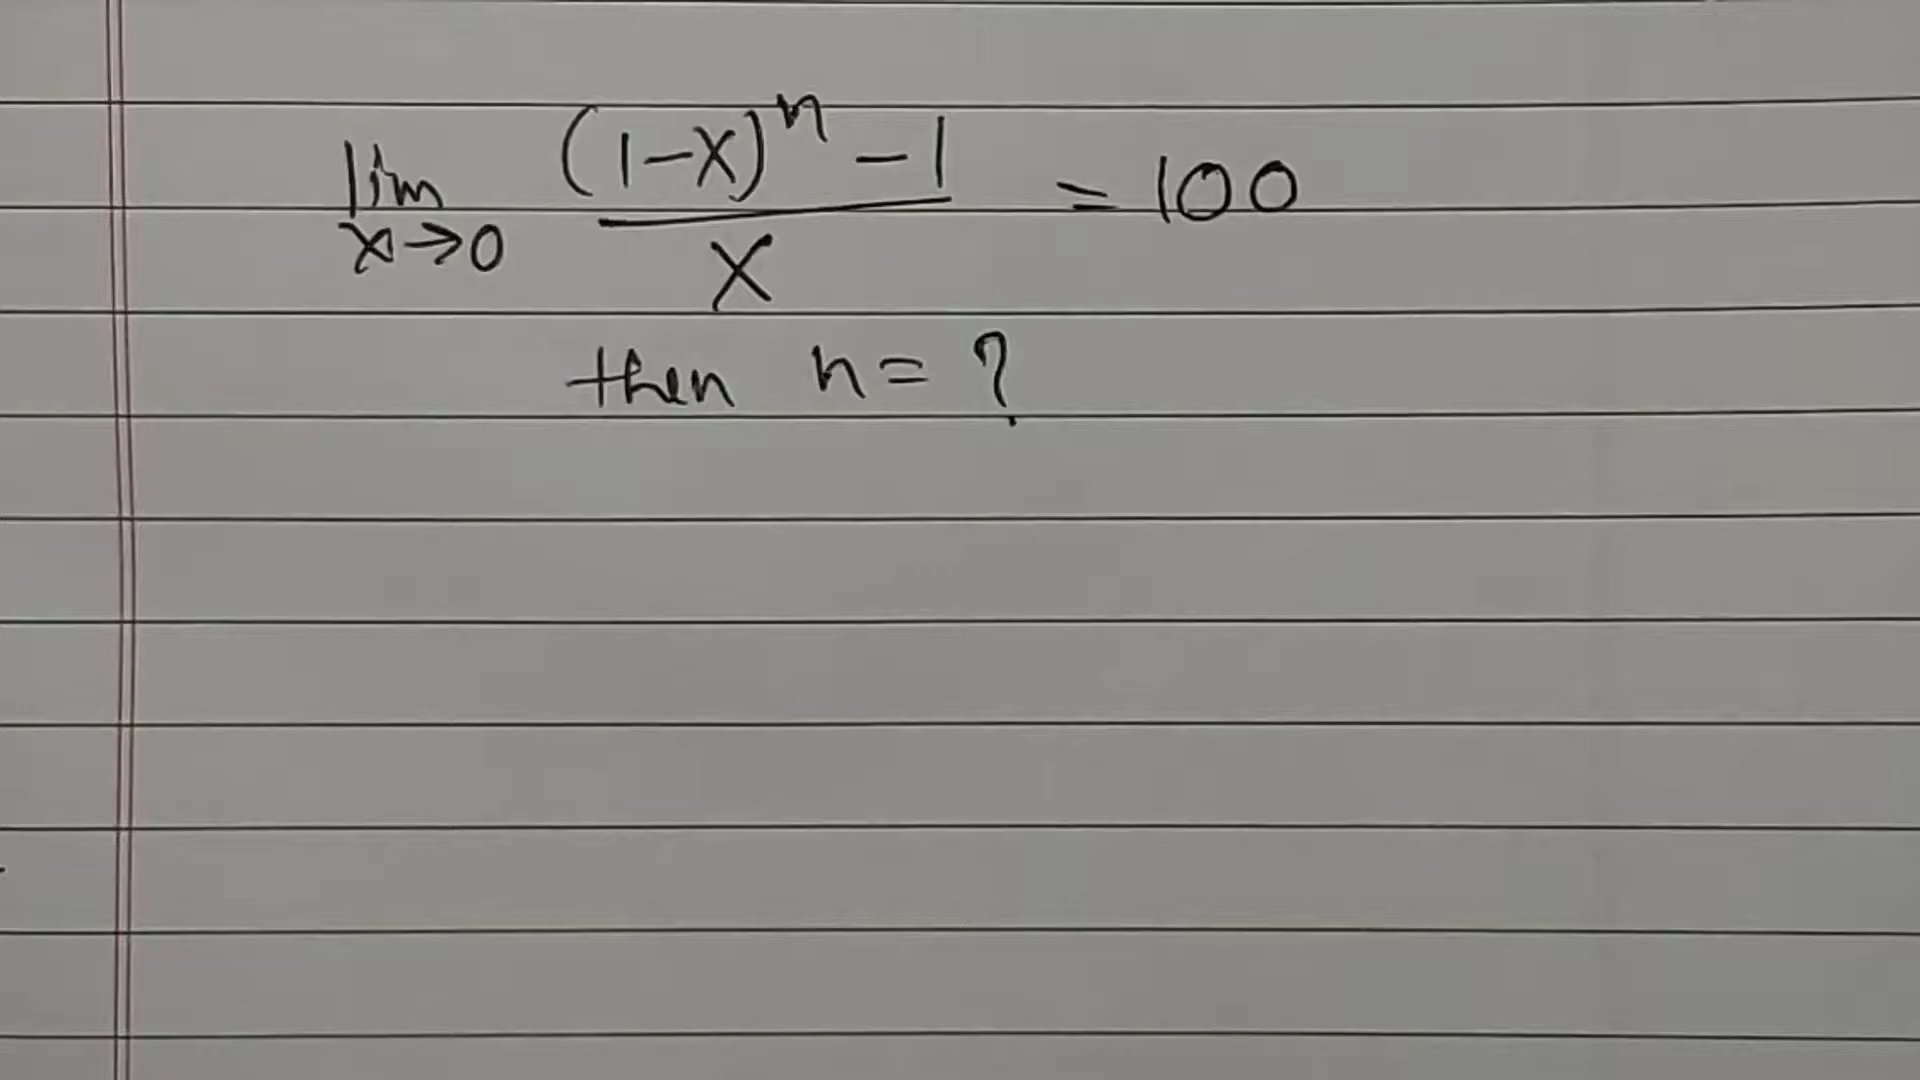 lim x→0 ((1-x)^n - 1)/x = 100
then n = ?